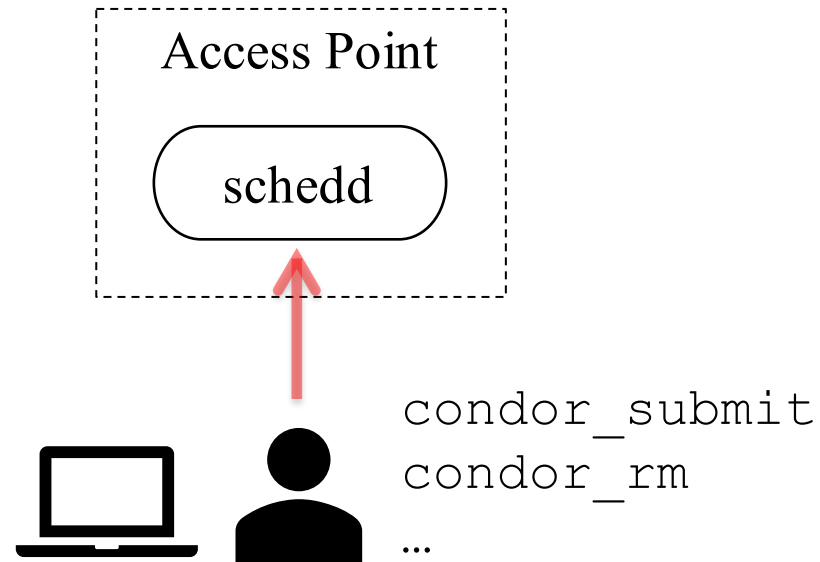 Access Point
schedd
condor_submit
condor_rm
...